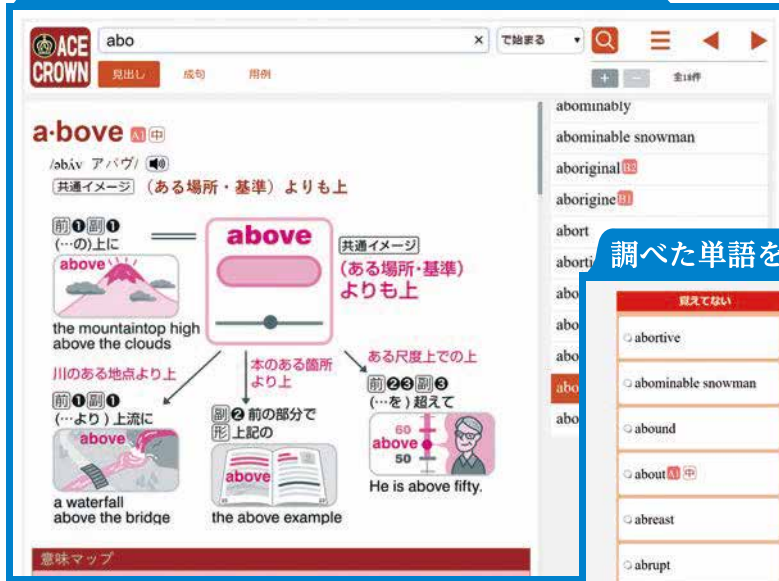 ACE CROWN
abo
×
で始まる
見出し 成句 用例
+ - 全18件
a·bove A1 中
/əbʌ́v アバヴ/
共通イメージ (ある場所・基準)よりも上
前❶副❶
(…の)上に
above
the mountaintop high
above the clouds
above
共通イメージ
(ある場所・基準)
よりも上
川のある地点より上
前❶副❶
(…より)上流に
above
a waterfall
above the bridge
本のある箇所
より上
副❷前の部分で
形上記の
above
the above example
ある尺度上での上
前❷❸副❸
(…を)超えて
60
above
50
He is above fifty.
意味マップ
abominably
abominable snowman
aboriginal B2
aborigine B1
abort
aborti
abo
abo
abo
abo
abo
調べた単語を
覚えてない
abortive
abominable snowman
abound
about A1 中
abreast
abrupt